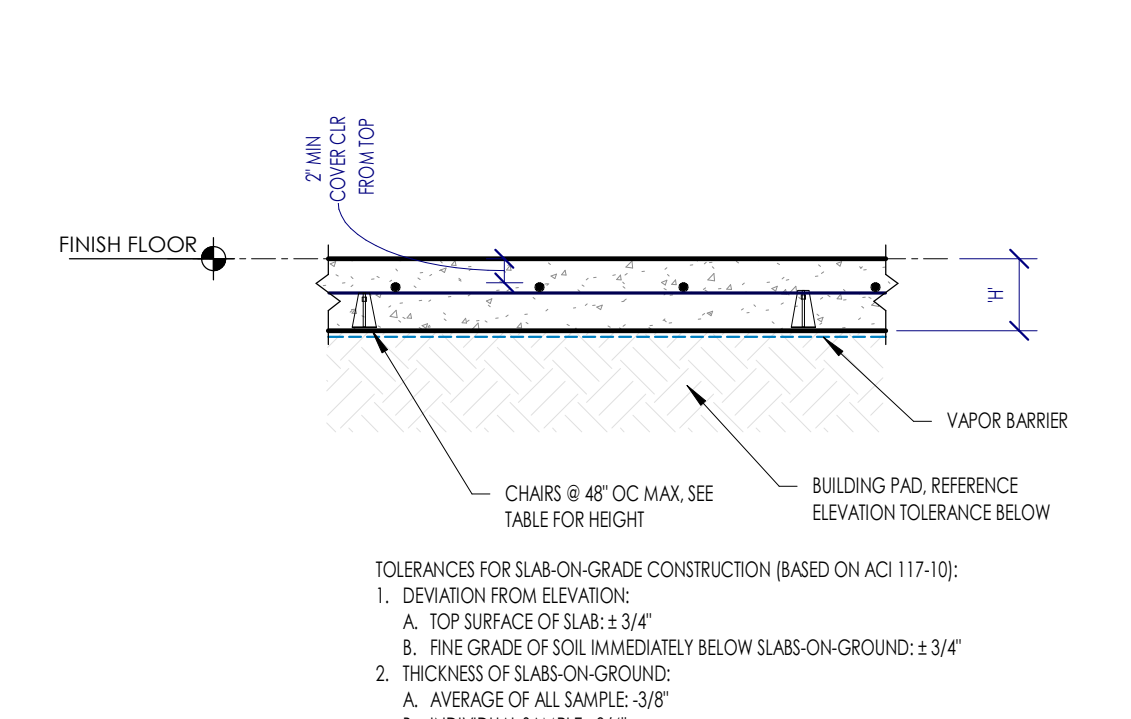 2" MIN
COVER CLR
FROM TOP
FINISH FLOOR
'H'
VAPOR BARRIER
CHAIRS @ 48" OC MAX, SEE
TABLE FOR HEIGHT
BUILDING PAD, REFERENCE
ELEVATION TOLERANCE BELOW
TOLERANCES FOR SLAB-ON-GRADE CONSTRUCTION (BASED ON ACI 117-10):
1. DEVIATION FROM ELEVATION:
A. TOP SURFACE OF SLAB: ± 3/4"
B. FINE GRADE OF SOIL IMMEDIATELY BELOW SLABS-ON-GROUND: ± 3/4"
2. THICKNESS OF SLABS-ON-GROUND:
A. AVERAGE OF ALL SAMPLE: -3/8"